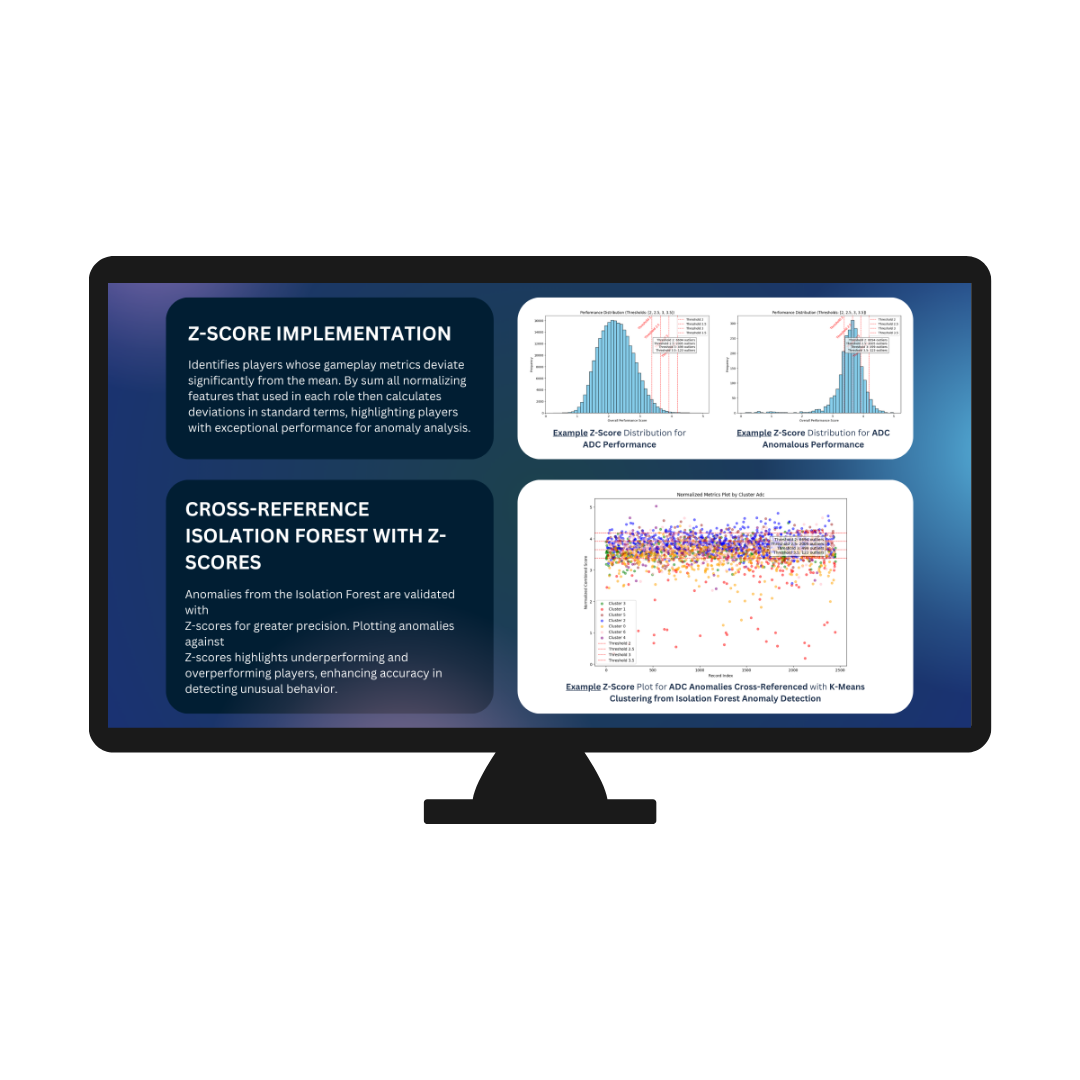 Z-SCORE IMPLEMENTATION
Identifies players whose gameplay metrics deviate
significantly from the mean. By sum all normalizing
features that used in each role then calculates
deviations in standard terms, highlighting players
with exceptional performance for anomaly analysis.
Performance Distribution (Thresholds: [2, 2.5, 3, 3.5])
Frequency
Overall Performance Score
Threshold 2
Threshold 2.5
Threshold 3
Threshold 3.5
Example Z-Score Distribution for
ADC Performance
Performance Distribution (Thresholds: [2, 2.5, 3, 3.5])
Frequency
Overall Performance Score
Threshold 2
Threshold 2.5
Threshold 3
Threshold 3.5
Example Z-Score Distribution for ADC
Anomalous Performance
CROSS-REFERENCE
ISOLATION FOREST WITH Z-
SCORES
Anomalies from the Isolation Forest are validated
with
Z-scores for greater precision. Plotting anomalies
against
Z-scores highlights underperforming and
overperforming players, enhancing accuracy in
detecting unusual behavior.
Normalized Metrics Plot by Cluster Adc
Normalized Combined Score
5
4
3
2
1
0
Cluster 1
Cluster 5
Cluster 2
Cluster 0
Cluster 4
Threshold 2
Threshold 2.5
Threshold 3
Threshold 3.5
0 500 1000 1500 2000 2500
Record Index
Example Z-Score Plot for ADC Anomalies Cross-Referenced with K-Means
Clustering from Isolation Forest Anomaly Detection